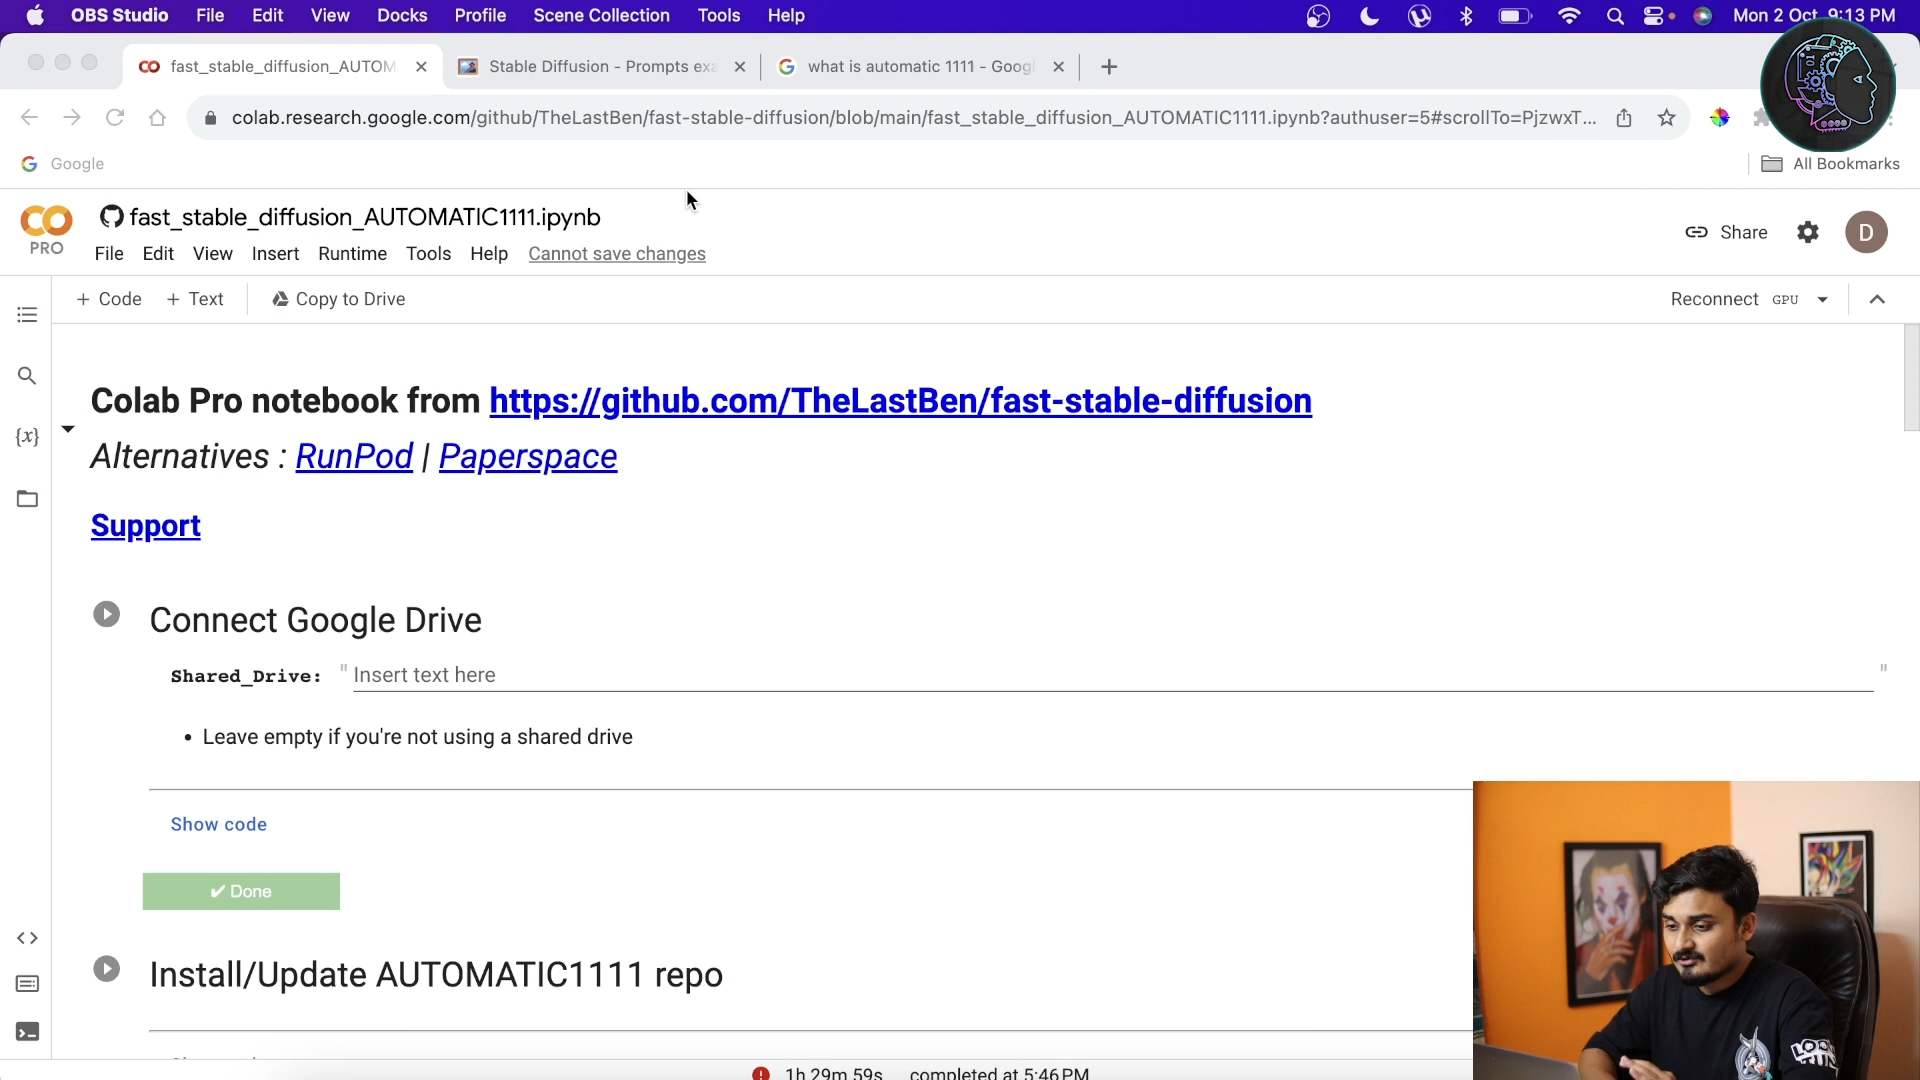 OBS Studio File Edit View Docks Profile Scene Collection Tools Help Mon 2 Oct 9:13 PM
fast_stable_diffusion_AUTOM Stable Diffusion - Prompts exa what is automatic 1111 - Goog
colab.research.google.com/github/TheLastBen/fast-stable-diffusion/blob/main/fast_stable_diffusion_AUTOMATIC1111.ipynb?authuser=5#scrollTo=PjzwxT...
Google All Bookmarks
fast_stable_diffusion_AUTOMATIC1111.ipynb
PRO
File Edit View Insert Runtime Tools Help Cannot save changes
Share D
+ Code + Text Copy to Drive Reconnect GPU
Colab Pro notebook from https://github.com/TheLastBen/fast-stable-diffusion
Alternatives : RunPod | Paperspace
Support
Connect Google Drive
Shared_Drive: " Insert text here "
• Leave empty if you're not using a shared drive
Show code
✔ Done
Install/Update AUTOMATIC1111 repo
1h 29m 59s completed at 5:46 PM